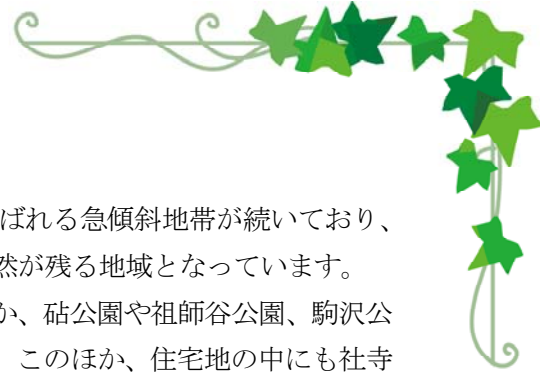 ばれる急傾斜地帯が続いており、
然が残る地域となっています。
か、砧公園や祖師谷公園、駒沢公
このほか、住宅地の中にも社寺